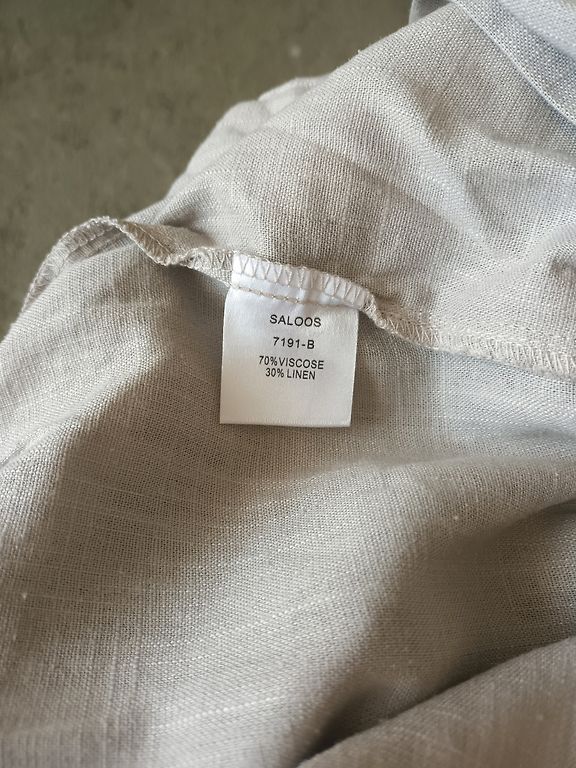 SALOOS
7191-B
70%VISCOSE
30% LINEN